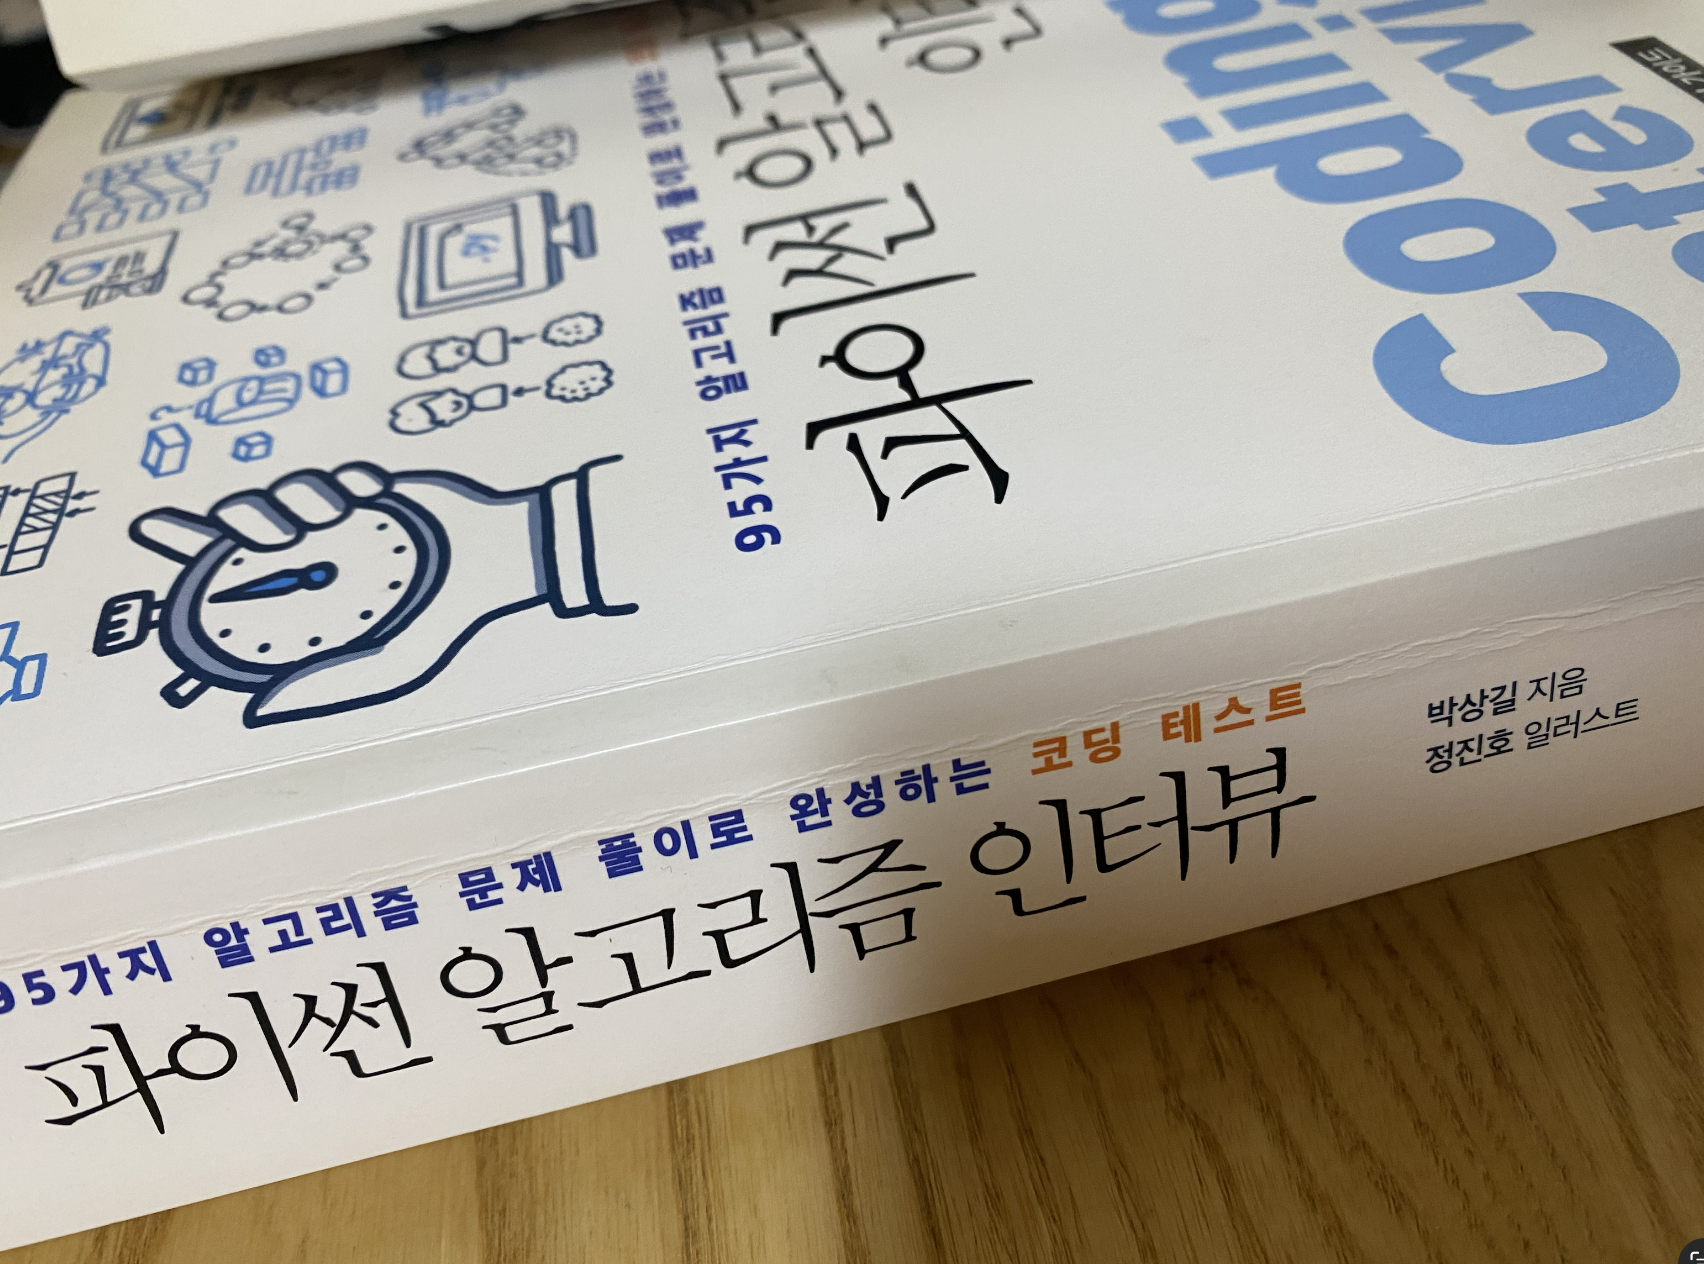 Coding
95가지 알고리즘 문제 풀이로 완성하는
파이썬 알고
95가지 알고리즘 문제 풀이로 완성하는 코딩 테스트
파이썬 알고리즘 인터뷰
박상길 지음
정진호 일러스트